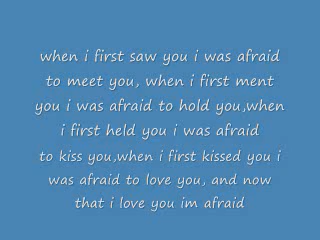 when i first saw you i was afraid
to meet you, when i first ment
you i was afraid to hold you,when
i first held you i was afraid
to kiss you,when i first kissed you i
was afraid to love you, and now
that i love you im afraid